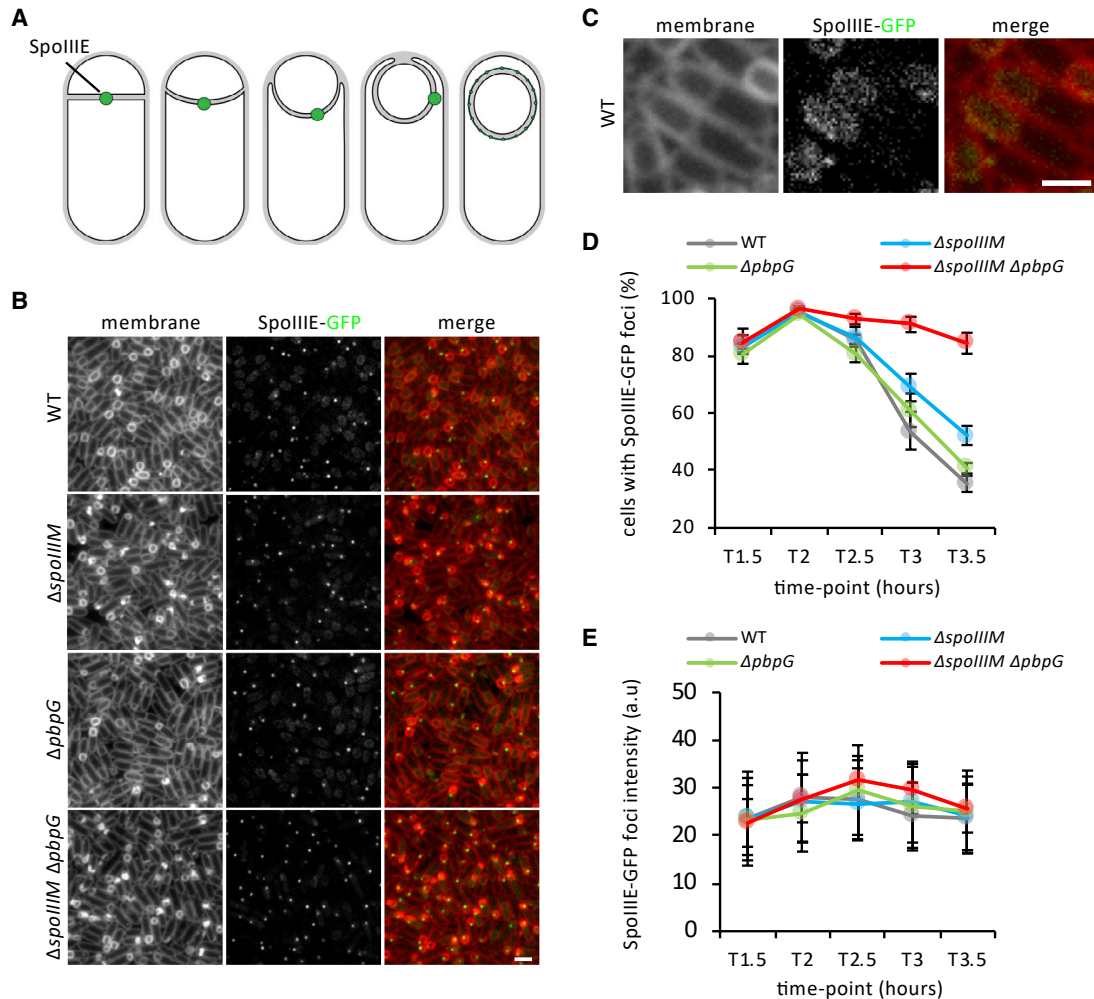 A
SpoIIIE
B
membrane SpoIIIE-GFP merge
WT
ΔspoIIIM
ΔpbpG
ΔspoIIIM ΔpbpG
C
membrane SpoIIIE-GFP merge
WT
D
WT ΔspoIIIM
ΔpbpG ΔspoIIIM ΔpbpG
cells with SpoIIIE-GFP foci (%)
100
80
60
40
20
T1.5 T2 T2.5 T3 T3.5
time-point (hours)
E
WT ΔspoIIIM
ΔpbpG ΔspoIIIM ΔpbpG
SpoIIIE-GFP foci intensity (a.u)
50
40
30
20
10
0
T1.5 T2 T2.5 T3 T3.5
time-point (hours)